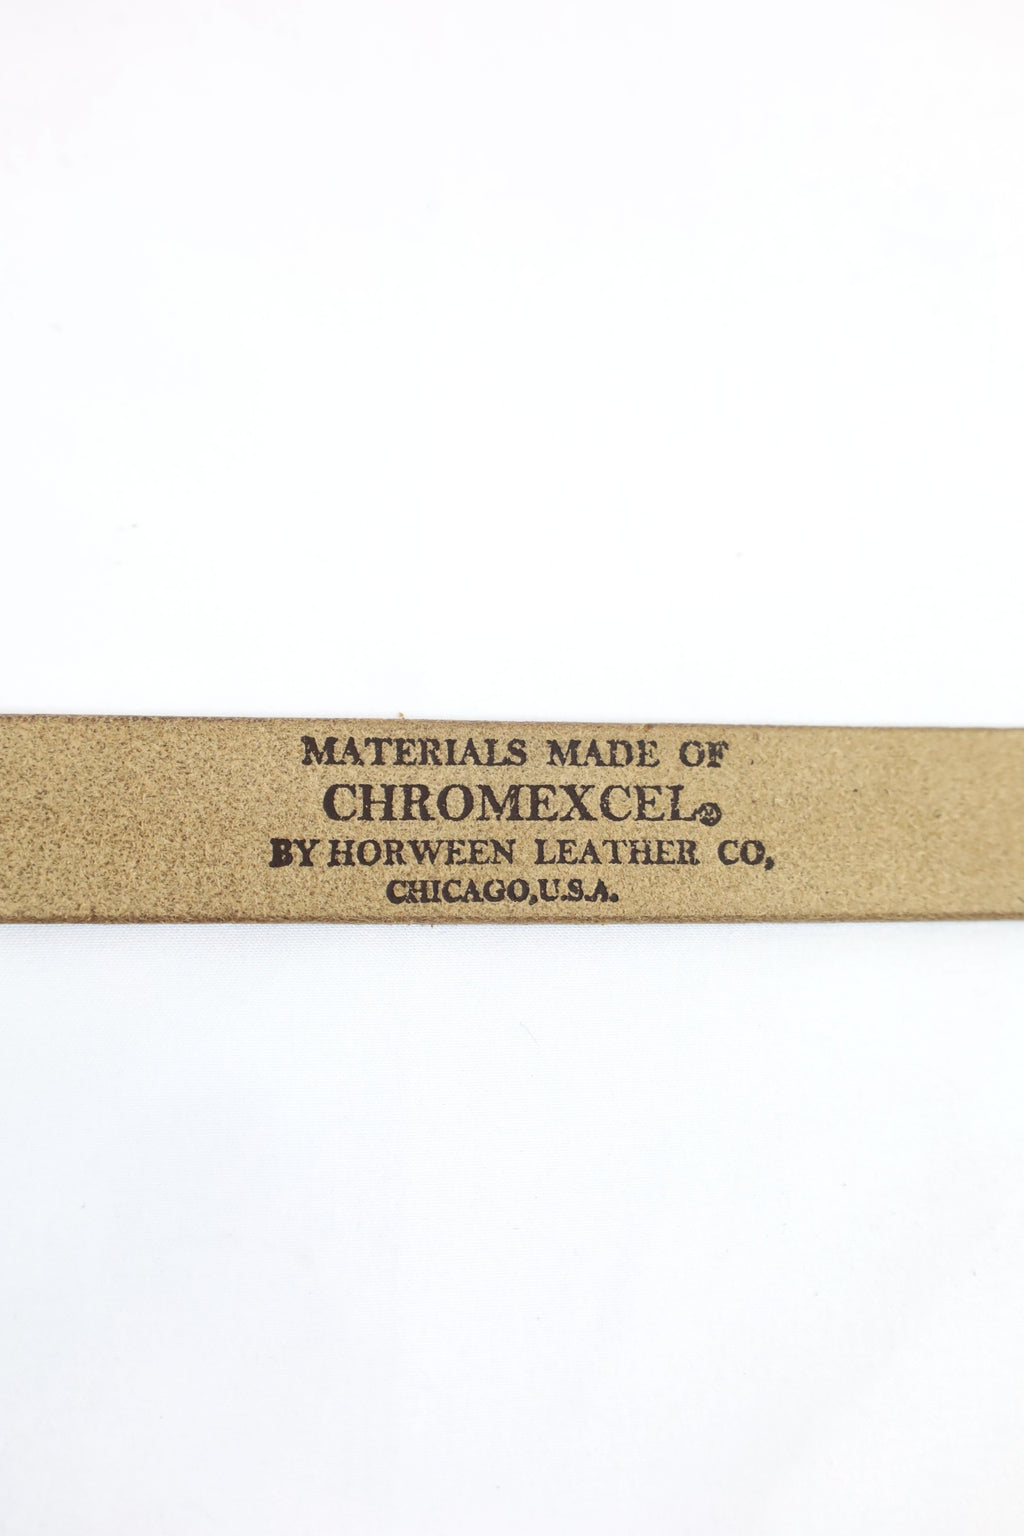 MATERIALS MADE OF
CHROMEXCEL®
BY HORWEEN LEATHER CO,
CHICAGO,U.S.A.